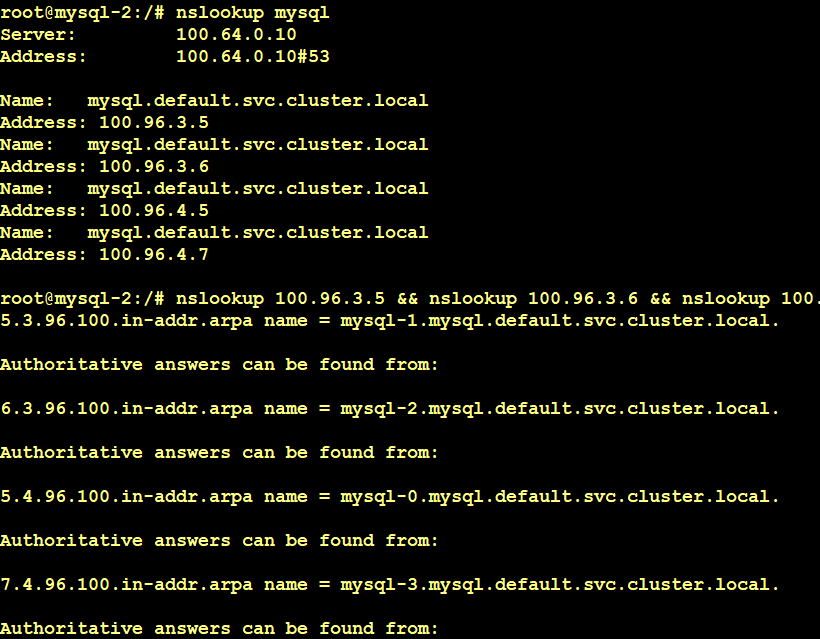 root@mysql-2:/# nslookup mysql
Server:         100.64.0.10
Address:        100.64.0.10#53
Name:   mysql.default.svc.cluster.local
Address: 100.96.3.5
Name:   mysql.default.svc.cluster.local
Address: 100.96.3.6
Name:   mysql.default.svc.cluster.local
Address: 100.96.4.5
Name:   mysql.default.svc.cluster.local
Address: 100.96.4.7
root@mysql-2:/# nslookup 100.96.3.5 && nslookup 100.96.3.6 && nslookup 100.
5.3.96.100.in-addr.arpa name = mysql-1.mysql.default.svc.cluster.local.
Authoritative answers can be found from:
6.3.96.100.in-addr.arpa name = mysql-2.mysql.default.svc.cluster.local.
Authoritative answers can be found from:
5.4.96.100.in-addr.arpa name = mysql-0.mysql.default.svc.cluster.local.
Authoritative answers can be found from:
7.4.96.100.in-addr.arpa name = mysql-3.mysql.default.svc.cluster.local.
Authoritative answers can be found from: